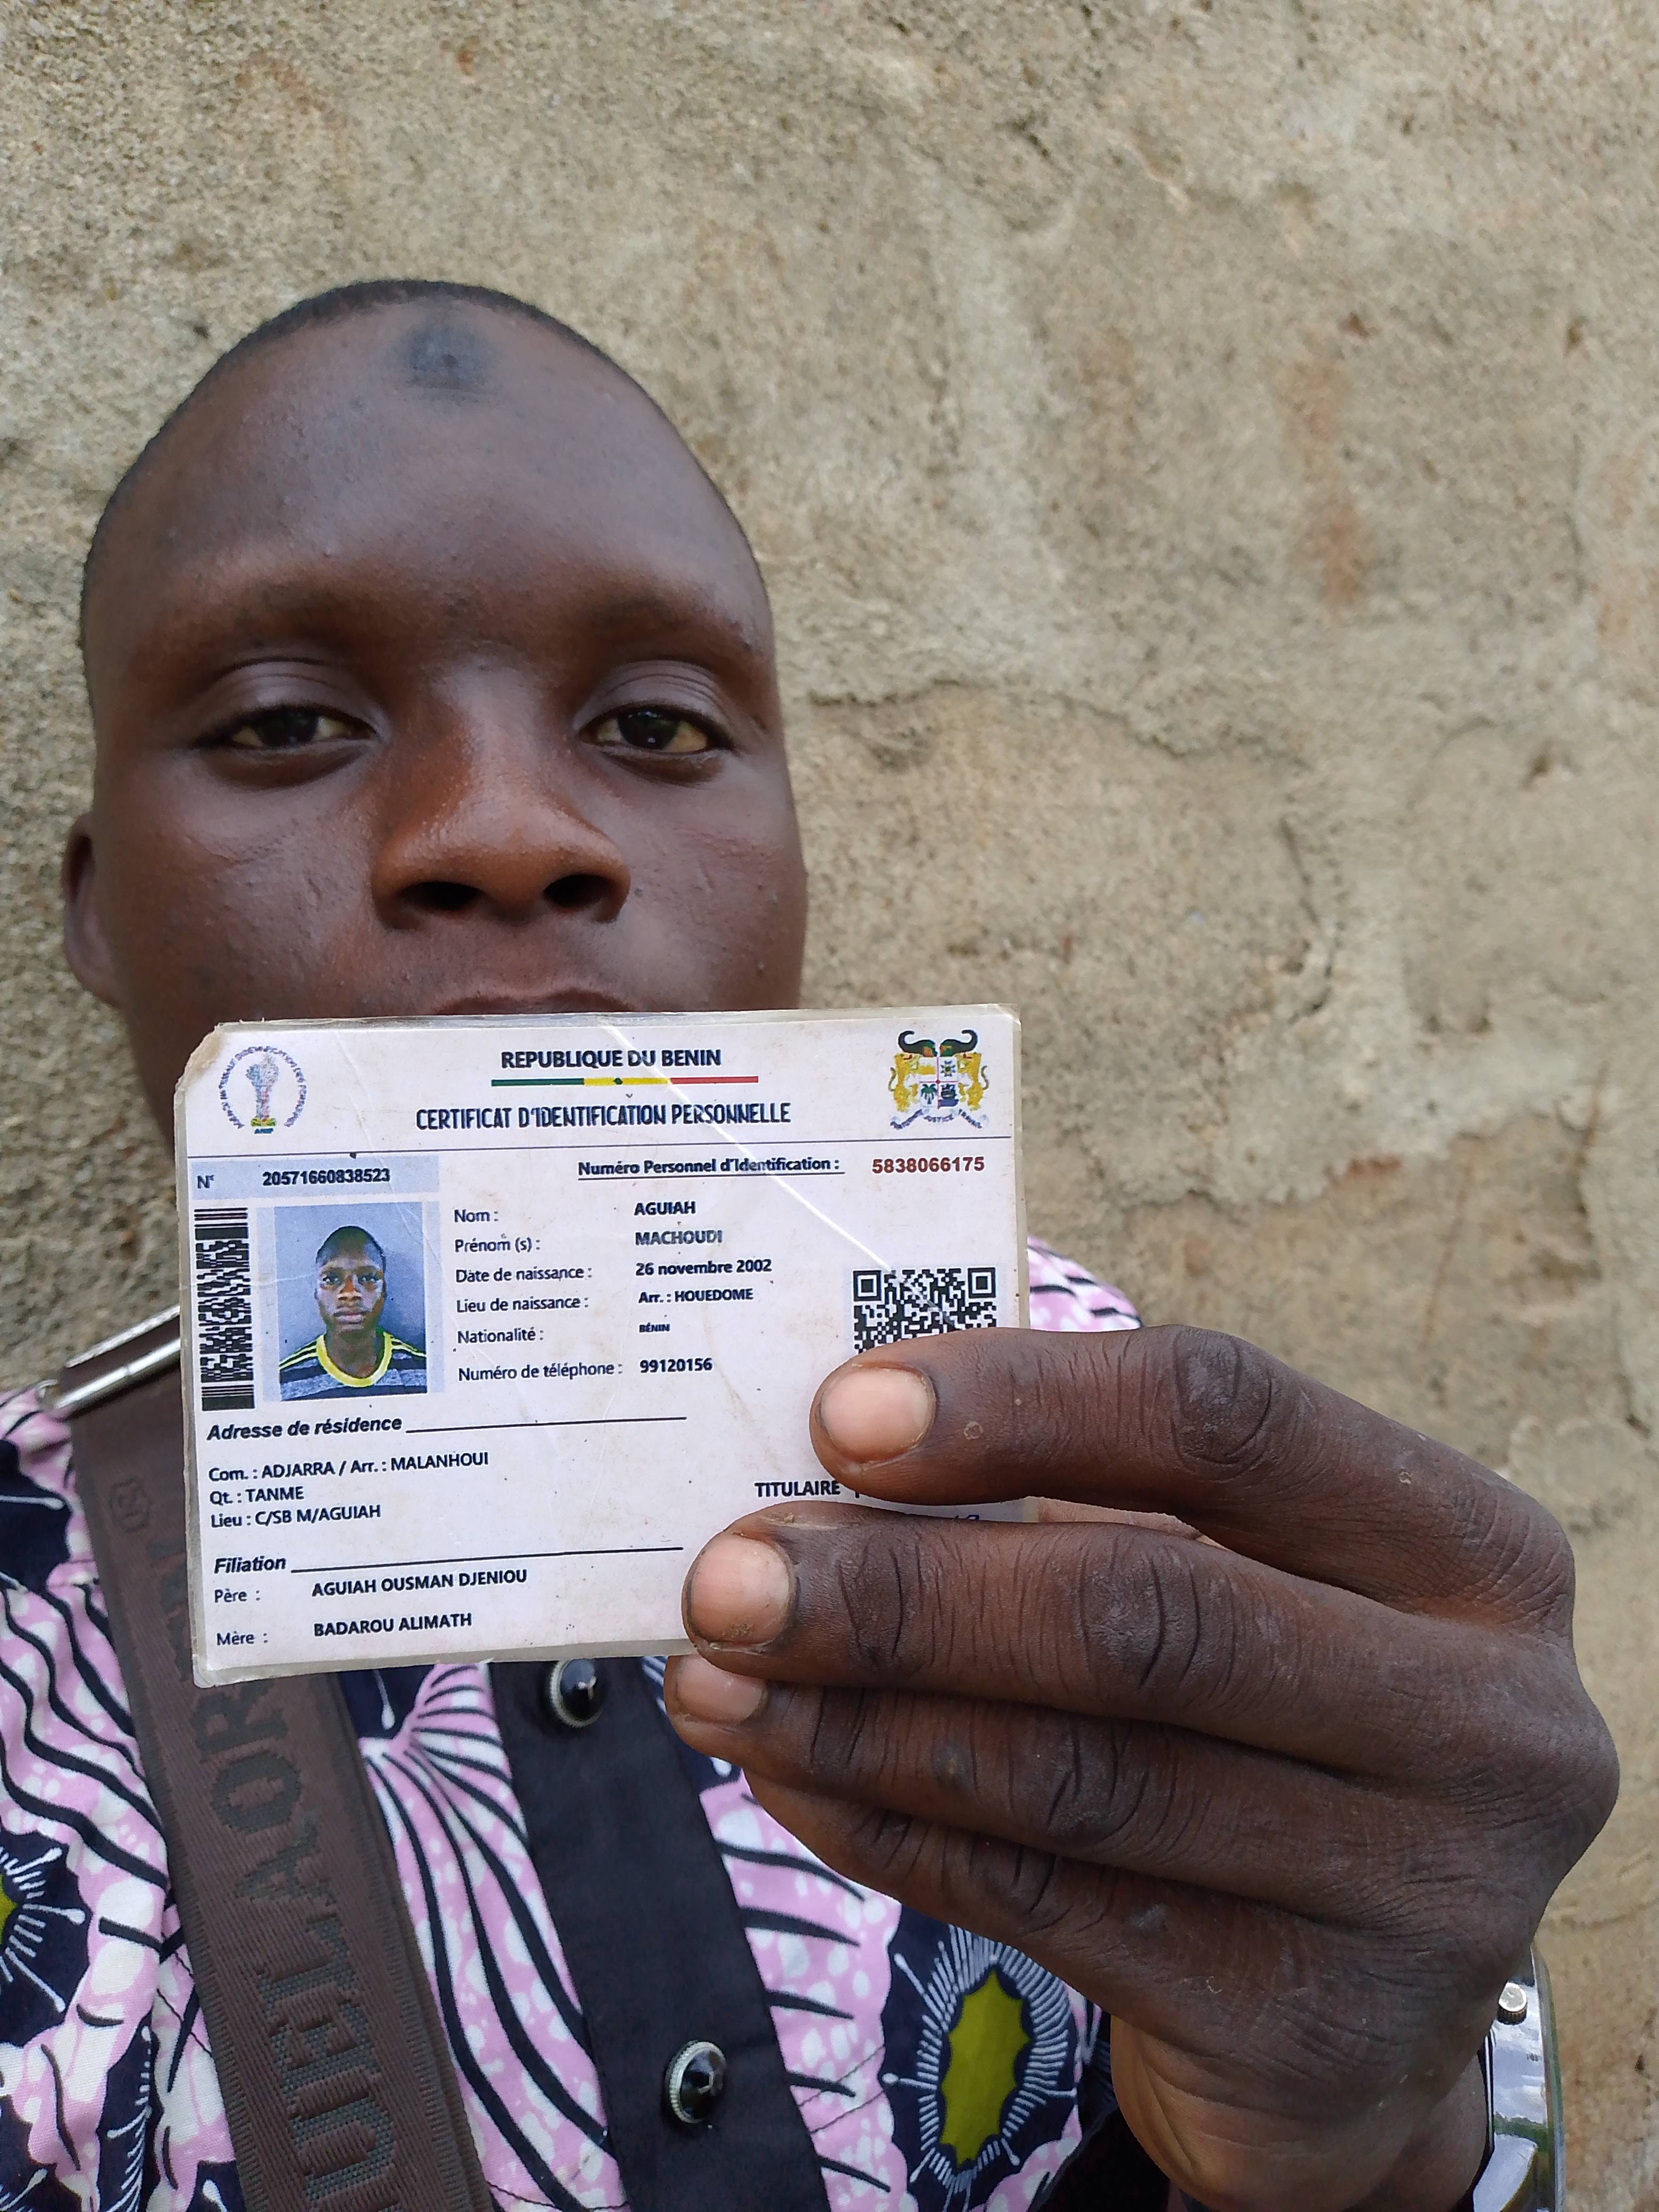 REPUBLIQUE DU BENIN
CERTIFICAT D'IDENTIFICATION PERSONNELLE
ANIP
JUSTICE
N° 20571660838523
Numéro Personnel d'Identification : 5838066175
Nom : AGUIAH
Prénom (s) : MACHOUDI
Date de naissance : 26 novembre 2002
Lieu de naissance : Arr. : HOUEDOME
Nationalité : BÉNIN
Numéro de téléphone : 99120156
Adresse de résidence
Com. : ADJARRA / Arr. : MALANHOUI
Qt. : TANME
Lieu : C/SB M/AGUIAH
TITULAIRE
Filiation
Père : AGUIAH OUSMAN DJENIOU
Mère : BADAROU ALIMATH